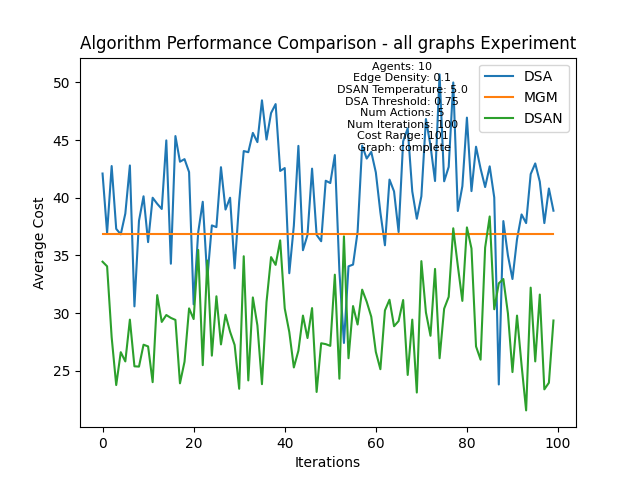 Algorithm Performance Comparison - all graphs Experiment
Agents: 10
Edge Density: 0.1
DSAN Temperature: 5.0
DSA Threshold: 0.75
Num Actions: 5
Num Iterations: 100
Cost Range: 101
Graph: complete
DSA
MGM
DSAN
50
45
40
35
30
25
Average Cost
0
20
40
60
80
100
Iterations